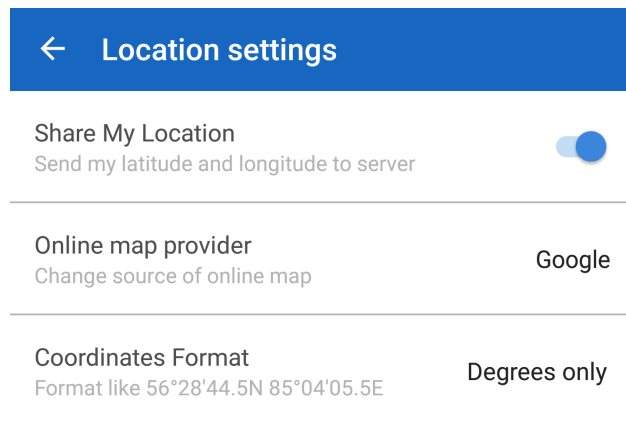 Location settings
Share My Location
Send my latitude and longitude to server
Online map provider
Google
Change source of online map
Coordinates Format
Degrees only
Format like 56°28'44.5N 85°04'05.5E